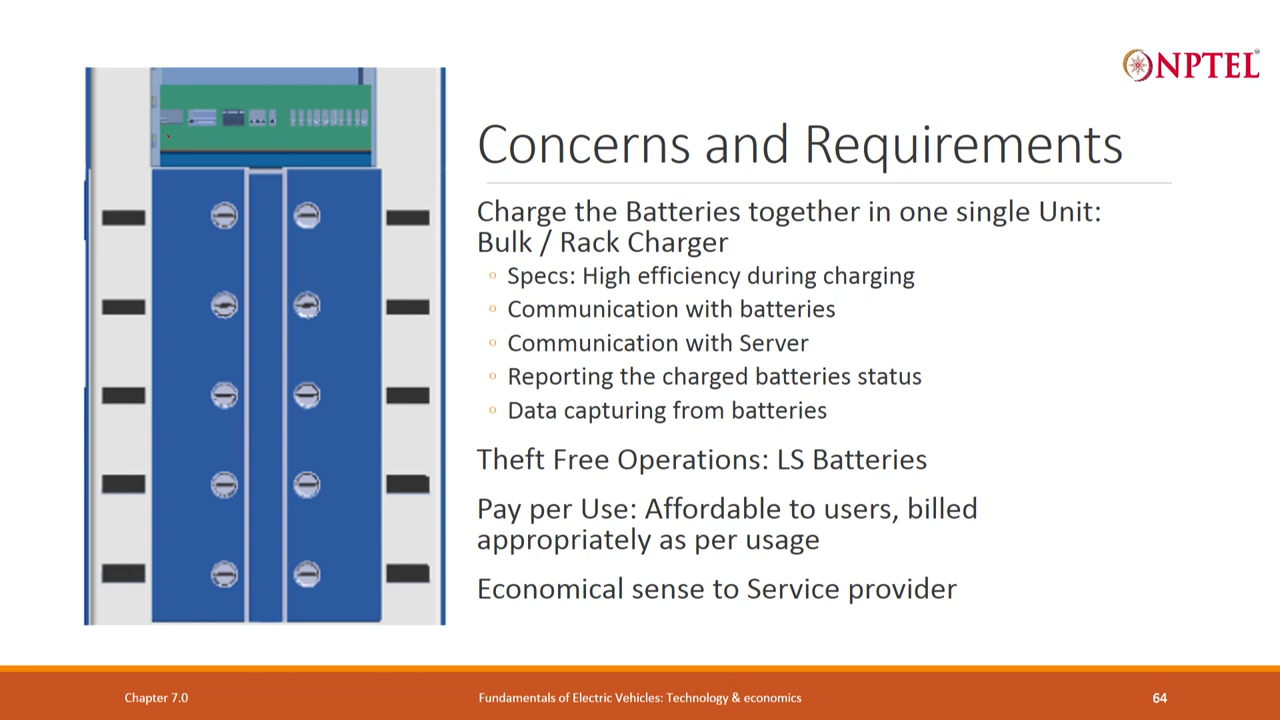 NPTEL
Concerns and Requirements
Charge the Batteries together in one single Unit:
Bulk / Rack Charger
◦ Specs: High efficiency during charging
◦ Communication with batteries
◦ Communication with Server
◦ Reporting the charged batteries status
◦ Data capturing from batteries
Theft Free Operations: LS Batteries
Pay per Use: Affordable to users, billed
appropriately as per usage
Economical sense to Service provider
Chapter 7.0
Fundamentals of Electric Vehicles: Technology & economics
64